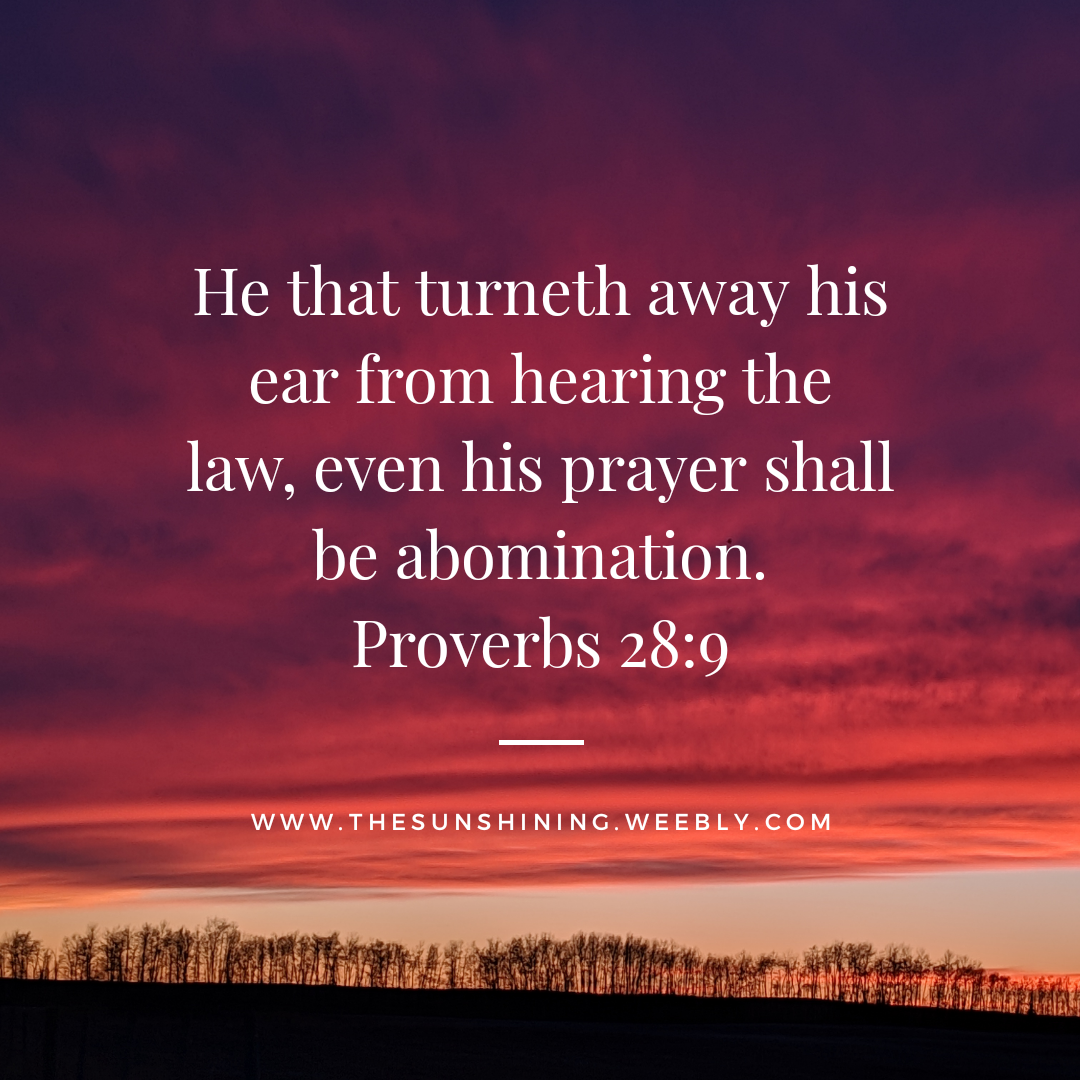 He that turneth away his
ear from hearing the
law, even his prayer shall
be abomination.
Proverbs 28:9
WWW.THESUNSHINING.WEEBLY.COM